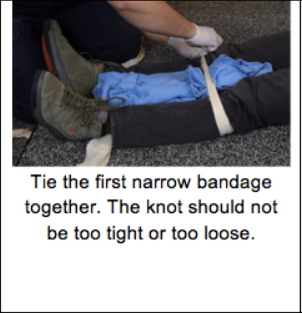 Tie the first narrow bandage
together. The knot should not
be too tight or too loose.